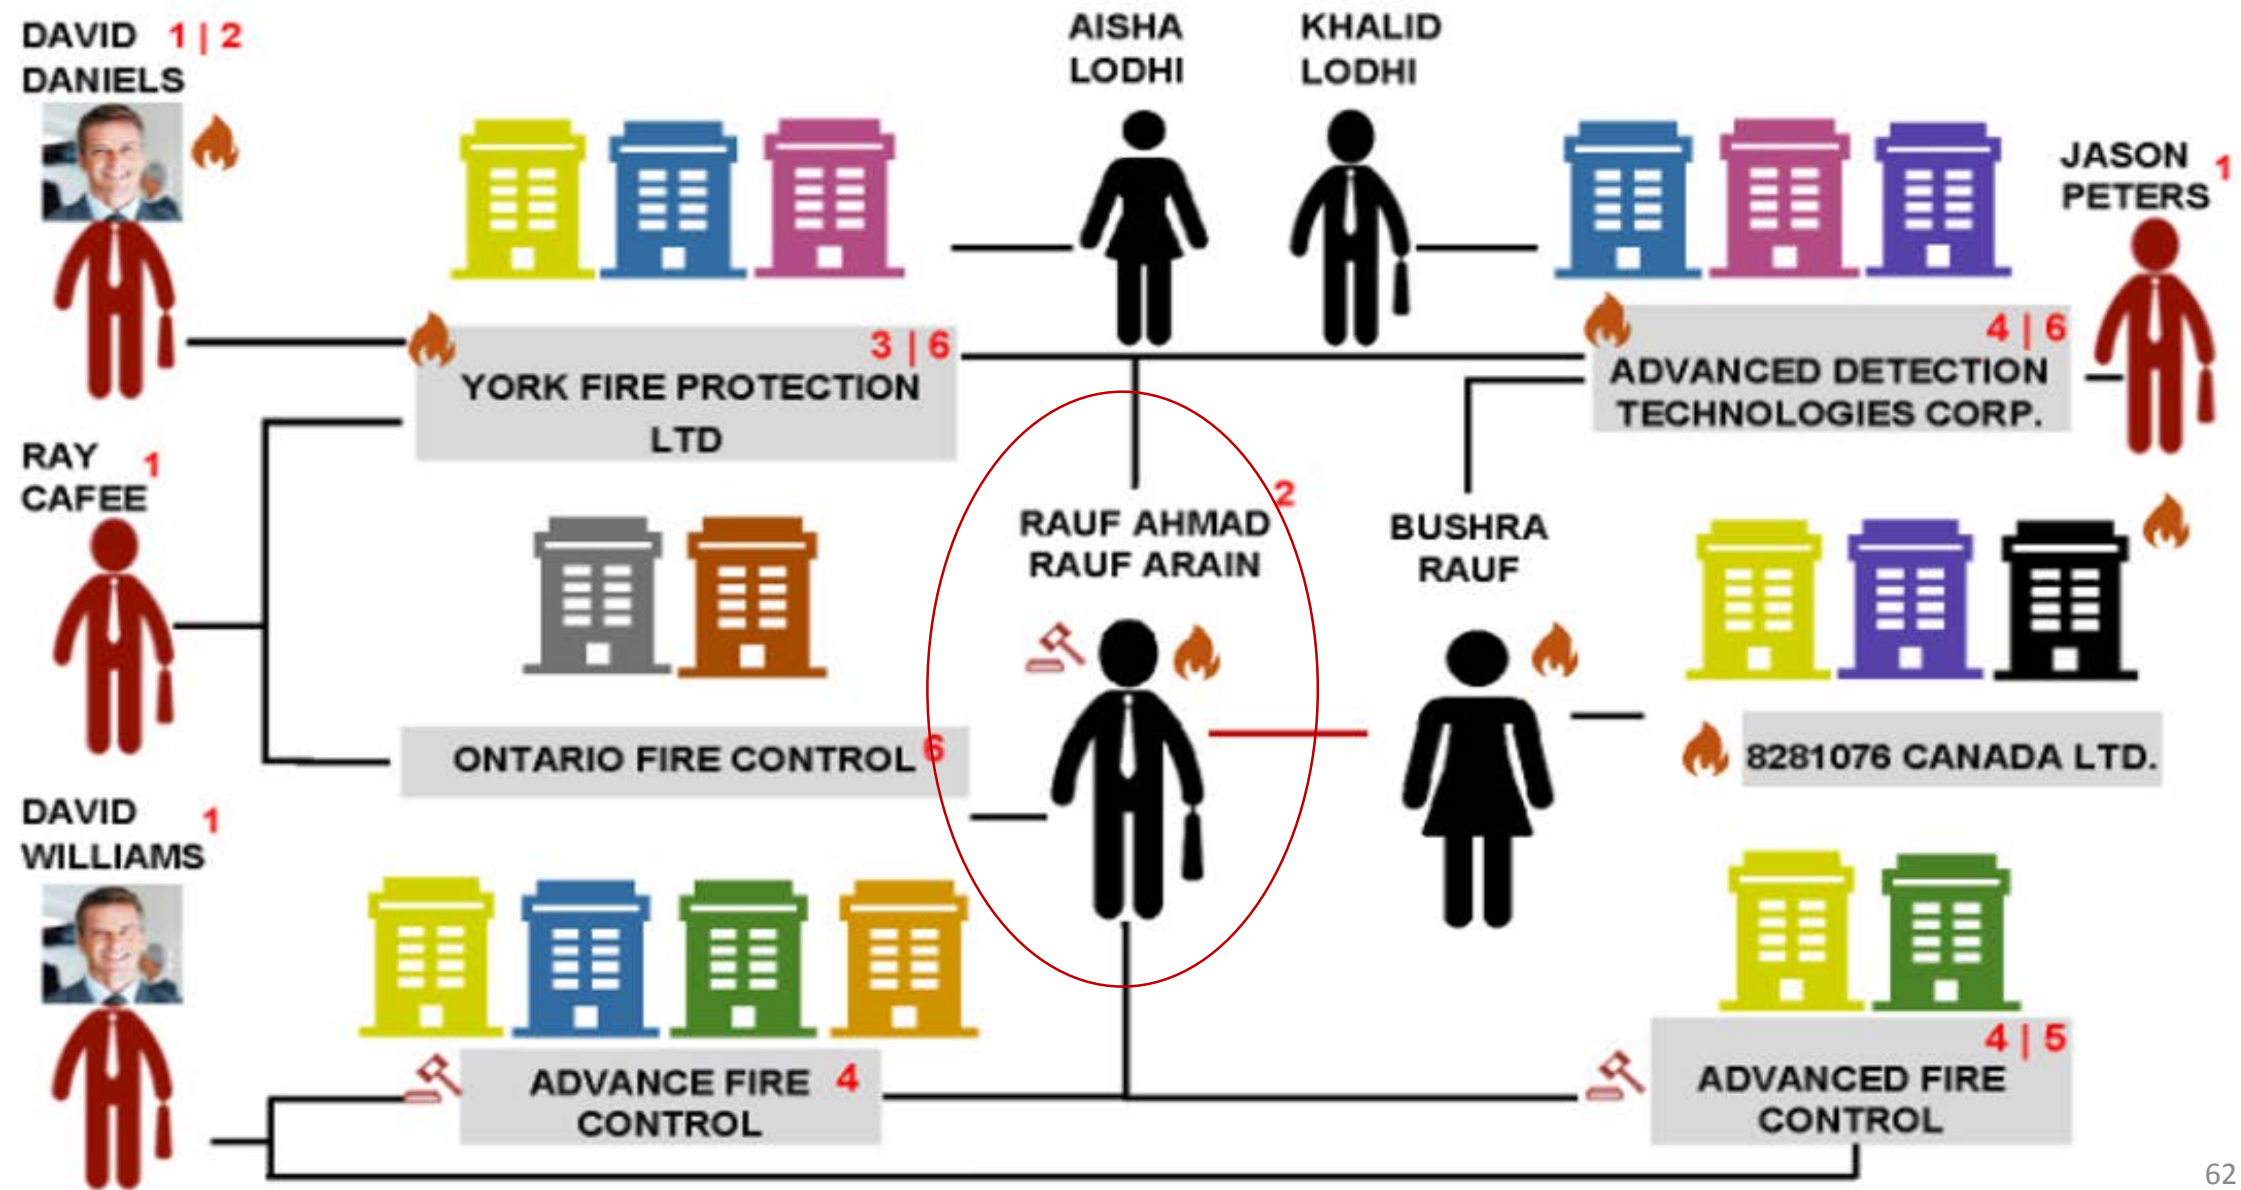 DAVID 1 | 2
DANIELS
AISHA
LODHI
KHALID
LODHI
JASON 1
PETERS
3 | 6
YORK FIRE PROTECTION
LTD
4 | 6
ADVANCED DETECTION
TECHNOLOGIES CORP.
RAY 1
CAFEE
RAUF AHMAD 2
RAUF ARAIN
BUSHRA
RAUF
ONTARIO FIRE CONTROL 6
8281076 CANADA LTD.
DAVID 1
WILLIAMS
ADVANCE FIRE 4
CONTROL
4 | 5
ADVANCED FIRE
CONTROL
62